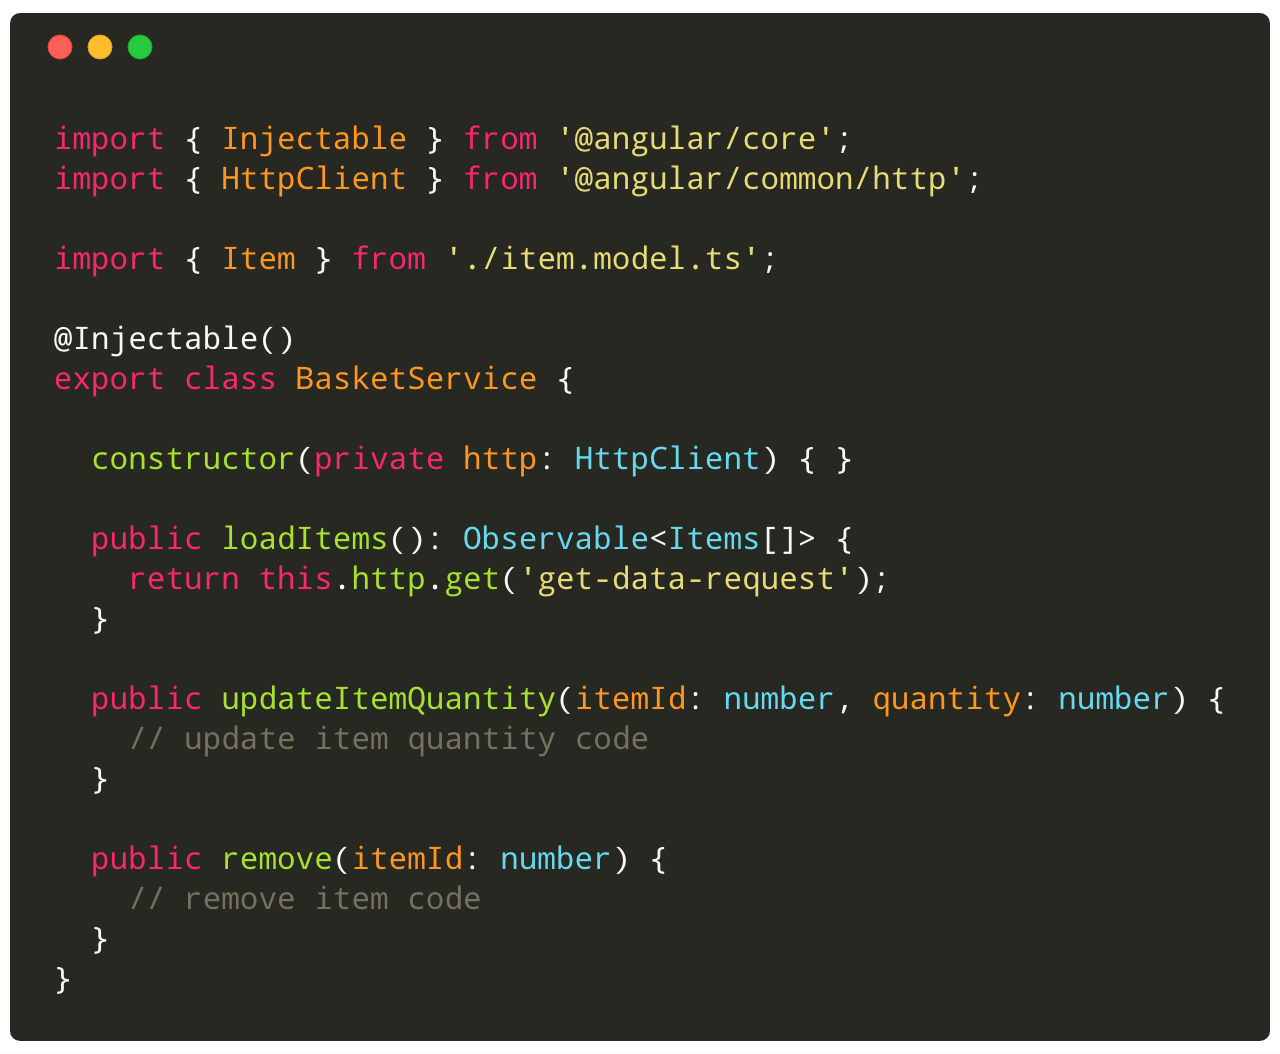 import { Injectable } from '@angular/core';
import { HttpClient } from '@angular/common/http';

import { Item } from './item.model.ts';

@Injectable()
export class BasketService {

  constructor(private http: HttpClient) { }

  public loadItems(): Observable<Items[]> {
    return this.http.get('get-data-request');
  }

  public updateItemQuantity(itemId: number, quantity: number) {
    // update item quantity code
  }

  public remove(itemId: number) {
    // remove item code
  }
}